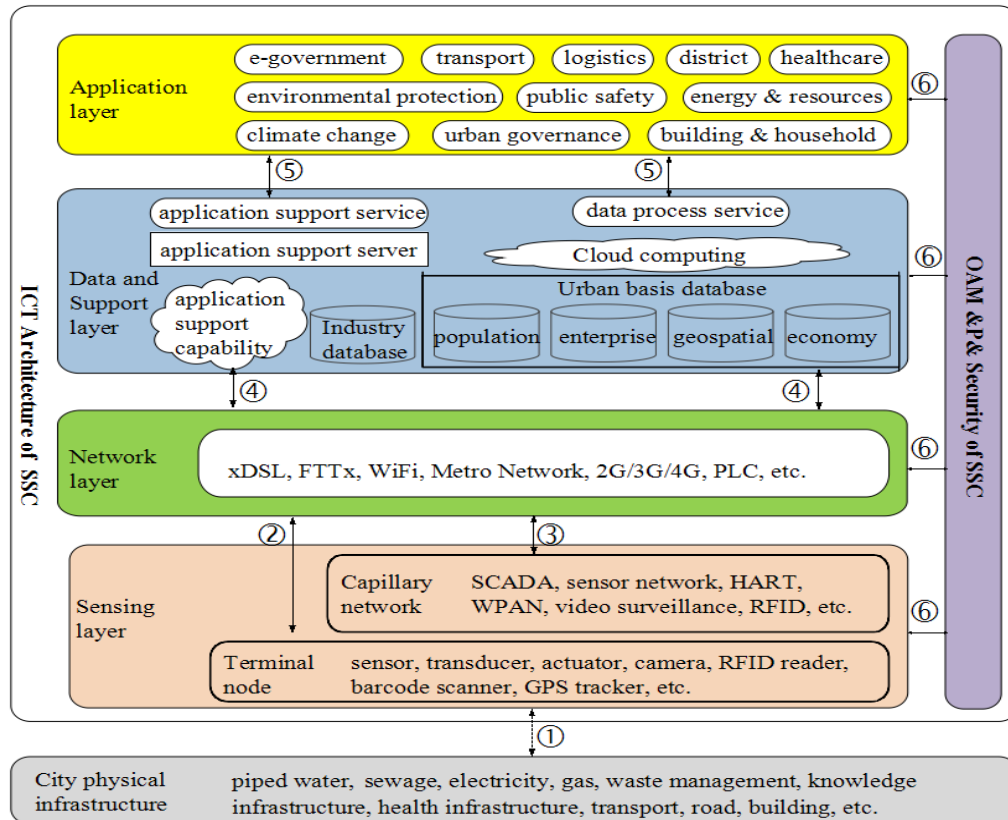 ICT Architecture of SSC
Application
layer
e-government
transport
logistics
district
healthcare
environmental protection
public safety
energy & resources
climate change
urban governance
building & household
⑥
⑤
⑤
Data and
Support
layer
application support service
data process service
application support server
Cloud computing
application
support
capability
Industry
database
Urban basis database
population
enterprise
geospatial
economy
⑥
④
④
Network
layer
xDSL, FTTx, WiFi, Metro Network, 2G/3G/4G, PLC, etc.
⑥
②
③
Sensing
layer
Capillary
network
SCADA, sensor network, HART,
WPAN, video surveillance, RFID, etc.
Terminal
node
sensor, transducer, actuator, camera, RFID reader,
barcode scanner, GPS tracker, etc.
⑥
OAM &P& Security of SSC
①
City physical
infrastructure
piped water, sewage, electricity, gas, waste management, knowledge
infrastructure, health infrastructure, transport, road, building, etc.